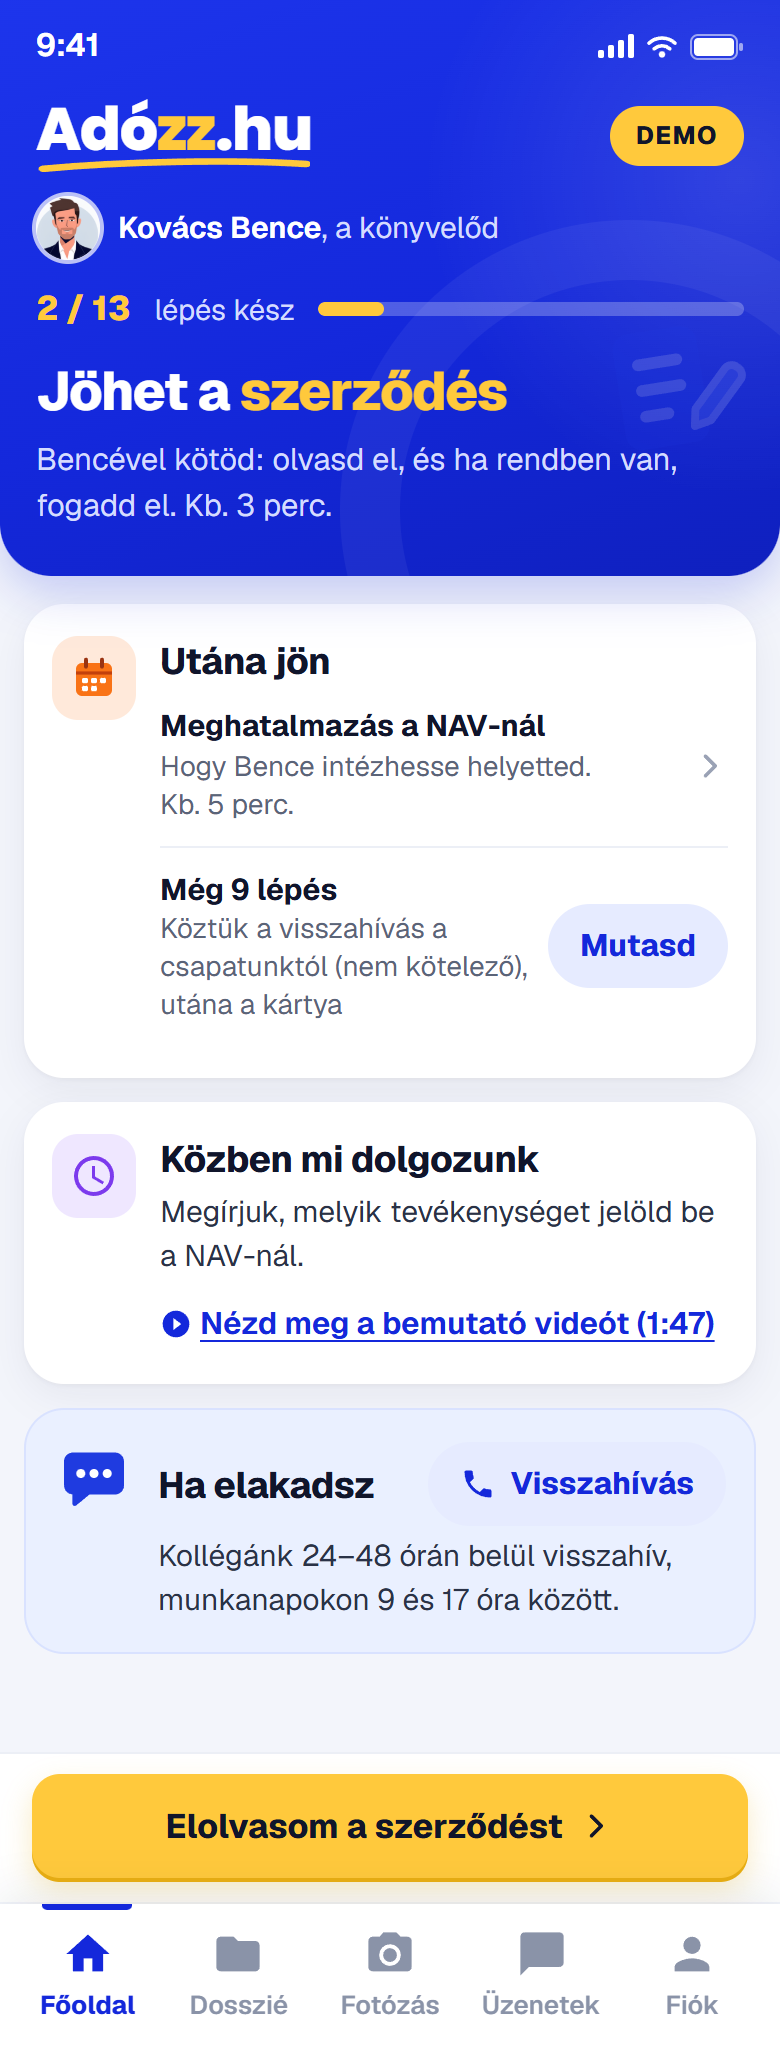 9:41
Adózz.hu
DEMO
Kovács Bence, a könyvelőd
2 / 13 lépés kész
Jöhet a szerződés
Bencével kötöd: olvasd el, és ha rendben van,
fogadd el. Kb. 3 perc.
Utána jön
Meghatalmazás a NAV-nál
Hogy Bence intézhesse helyetted.
Kb. 5 perc.
Még 9 lépés
Köztük a visszahívás a
csapatunktól (nem kötelező),
utána a kártya
Mutasd
Közben mi dolgozunk
Megírjuk, melyik tevékenységet jelöld be
a NAV-nál.
Nézd meg a bemutató videót (1:47)
Ha elakadsz
Visszahívás
Kollégánk 24–48 órán belül visszahív,
munkanapokon 9 és 17 óra között.
Elolvasom a szerződést
Főoldal
Dosszié
Fotózás
Üzenetek
Fiók